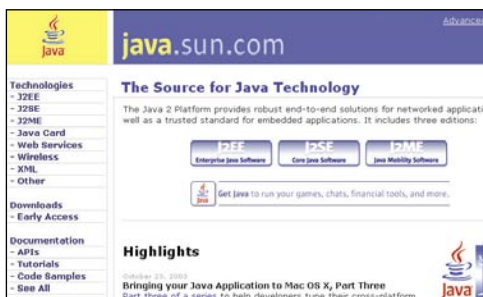 Advanced
Java
java.sun.com
Technologies
- J2EE
- J2SE
- J2ME
- Java Card
- Web Services
- Wireless
- XML
- Other
Downloads
- Early Access
Documentation
- APIs
- Tutorials
- Code Samples
- See All
The Source for Java Technology
The Java 2 Platform provides robust end-to-end solutions for networked applicati
well as a trusted standard for embedded applications. It includes three editions:
J2EE
Enterprise Java Software
J2SE
Core Java Software
J2ME
Java Mobility Software
Java
Get Java to run your games, chats, financial tools, and more.
Highlights
October 23, 2003
Bringing your Java Application to Mac OS X, Part Three
Part three of a series to help developers tune their cross-platform
Java